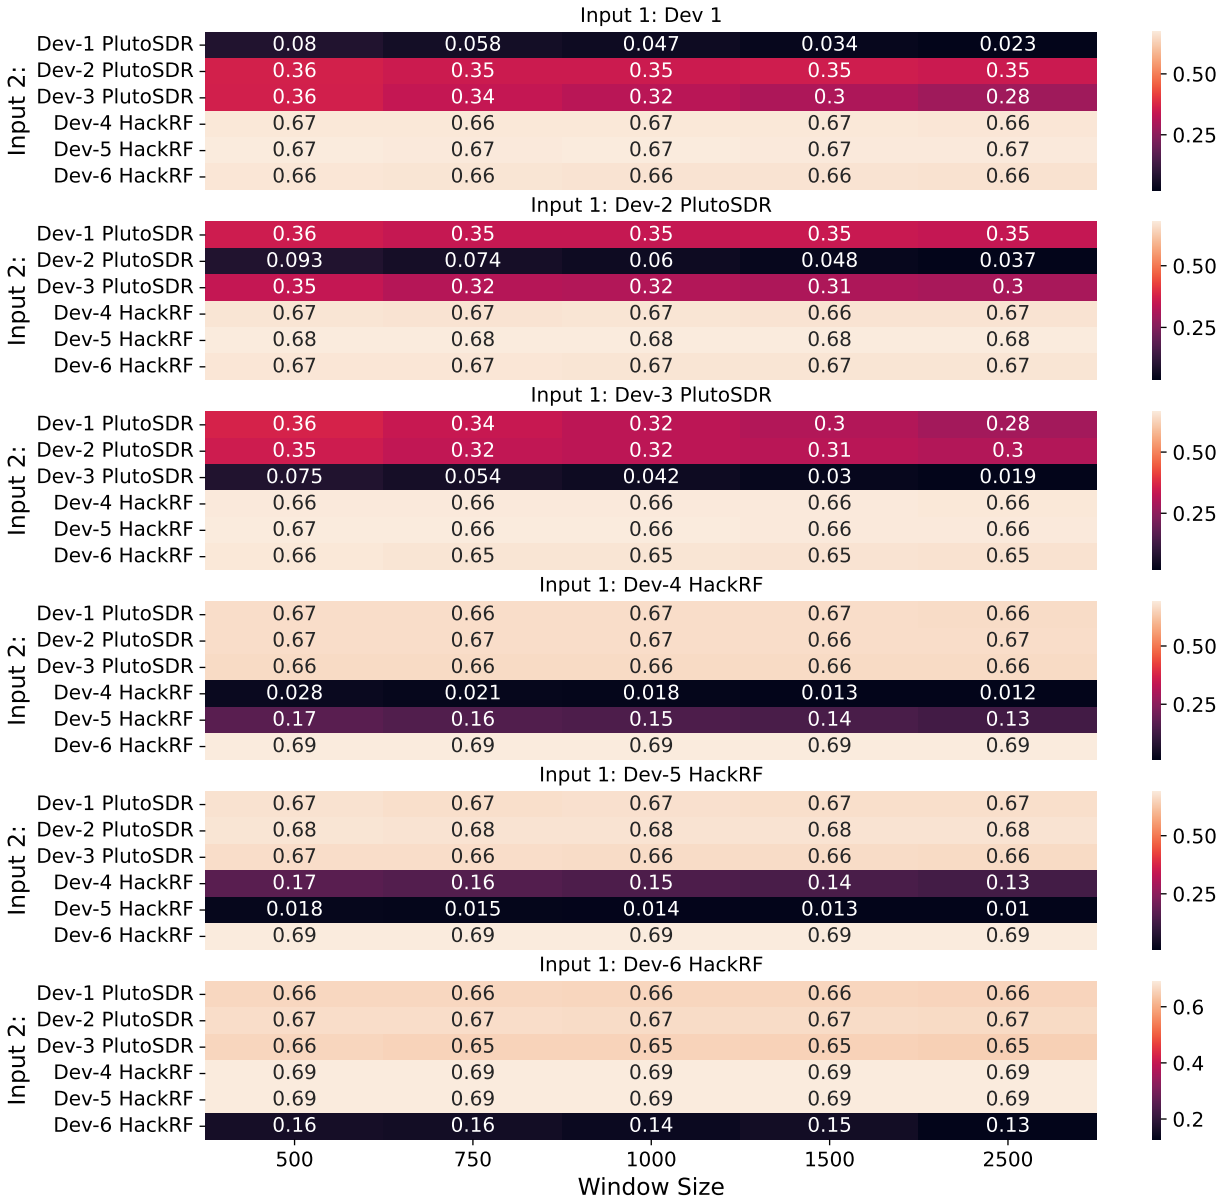 Input 1: Dev 1
Input 2:
Dev-1 PlutoSDR 0.08 0.058 0.047 0.034 0.023
Dev-2 PlutoSDR 0.36 0.35 0.35 0.35 0.35
Dev-3 PlutoSDR 0.36 0.34 0.32 0.3 0.28
Dev-4 HackRF 0.67 0.66 0.67 0.67 0.66
Dev-5 HackRF 0.67 0.67 0.67 0.67 0.67
Dev-6 HackRF 0.66 0.66 0.66 0.66 0.66
0.50
0.25
Input 1: Dev-2 PlutoSDR
Input 2:
Dev-1 PlutoSDR 0.36 0.35 0.35 0.35 0.35
Dev-2 PlutoSDR 0.093 0.074 0.06 0.048 0.037
Dev-3 PlutoSDR 0.35 0.32 0.32 0.31 0.3
Dev-4 HackRF 0.67 0.67 0.67 0.66 0.67
Dev-5 HackRF 0.68 0.68 0.68 0.68 0.68
Dev-6 HackRF 0.67 0.67 0.67 0.67 0.67
0.50
0.25
Input 1: Dev-3 PlutoSDR
Input 2:
Dev-1 PlutoSDR 0.36 0.34 0.32 0.3 0.28
Dev-2 PlutoSDR 0.35 0.32 0.32 0.31 0.3
Dev-3 PlutoSDR 0.075 0.054 0.042 0.03 0.019
Dev-4 HackRF 0.66 0.66 0.66 0.66 0.66
Dev-5 HackRF 0.67 0.66 0.66 0.66 0.66
Dev-6 HackRF 0.66 0.65 0.65 0.65 0.65
0.50
0.25
Input 1: Dev-4 HackRF
Input 2:
Dev-1 PlutoSDR 0.67 0.66 0.67 0.67 0.66
Dev-2 PlutoSDR 0.67 0.67 0.67 0.66 0.67
Dev-3 PlutoSDR 0.66 0.66 0.66 0.66 0.66
Dev-4 HackRF 0.028 0.021 0.018 0.013 0.012
Dev-5 HackRF 0.17 0.16 0.15 0.14 0.13
Dev-6 HackRF 0.69 0.69 0.69 0.69 0.69
0.50
0.25
Input 1: Dev-5 HackRF
Input 2:
Dev-1 PlutoSDR 0.67 0.67 0.67 0.67 0.67
Dev-2 PlutoSDR 0.68 0.68 0.68 0.68 0.68
Dev-3 PlutoSDR 0.67 0.66 0.66 0.66 0.66
Dev-4 HackRF 0.17 0.16 0.15 0.14 0.13
Dev-5 HackRF 0.018 0.015 0.014 0.013 0.01
Dev-6 HackRF 0.69 0.69 0.69 0.69 0.69
0.50
0.25
Input 1: Dev-6 HackRF
Input 2:
Dev-1 PlutoSDR 0.66 0.66 0.66 0.66 0.66
Dev-2 PlutoSDR 0.67 0.67 0.67 0.67 0.67
Dev-3 PlutoSDR 0.66 0.65 0.65 0.65 0.65
Dev-4 HackRF 0.69 0.69 0.69 0.69 0.69
Dev-5 HackRF 0.69 0.69 0.69 0.69 0.69
Dev-6 HackRF 0.16 0.16 0.14 0.15 0.13
0.6
0.4
0.2
500 750 1000 1500 2500
Window Size